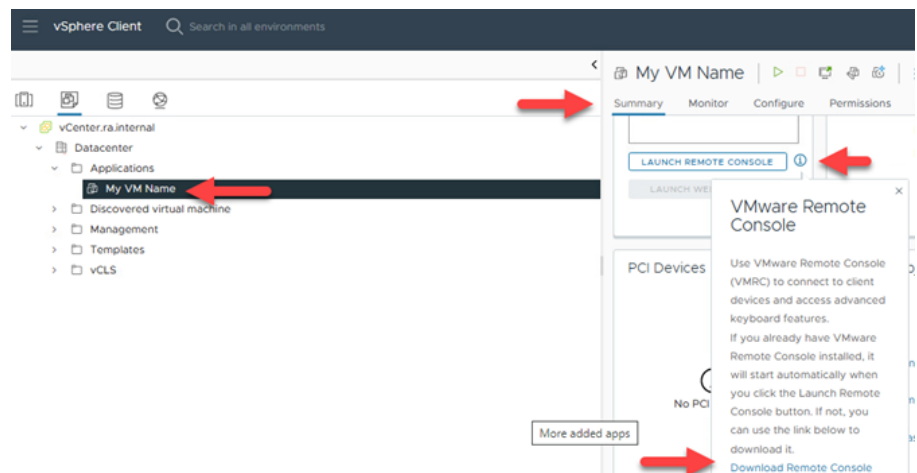 vSphere Client
Search in all environments
My VM Name
Summary Monitor Configure Permissions
vCenter.ra.internal
Datacenter
Applications
My VM Name
Discovered virtual machine
Management
Templates
vCLS
LAUNCH REMOTE CONSOLE
LAUNCH
VMware Remote
Console
Use VMware Remote Console
(VMRC) to connect to client
devices and access advanced
keyboard features.
If you already have VMware
Remote Console installed, it
will start automatically when
you click the Launch Remote
Console button. If not, you
can use the link below to
download it.
Download Remote Console
PCI Devices
No PCI
More added apps